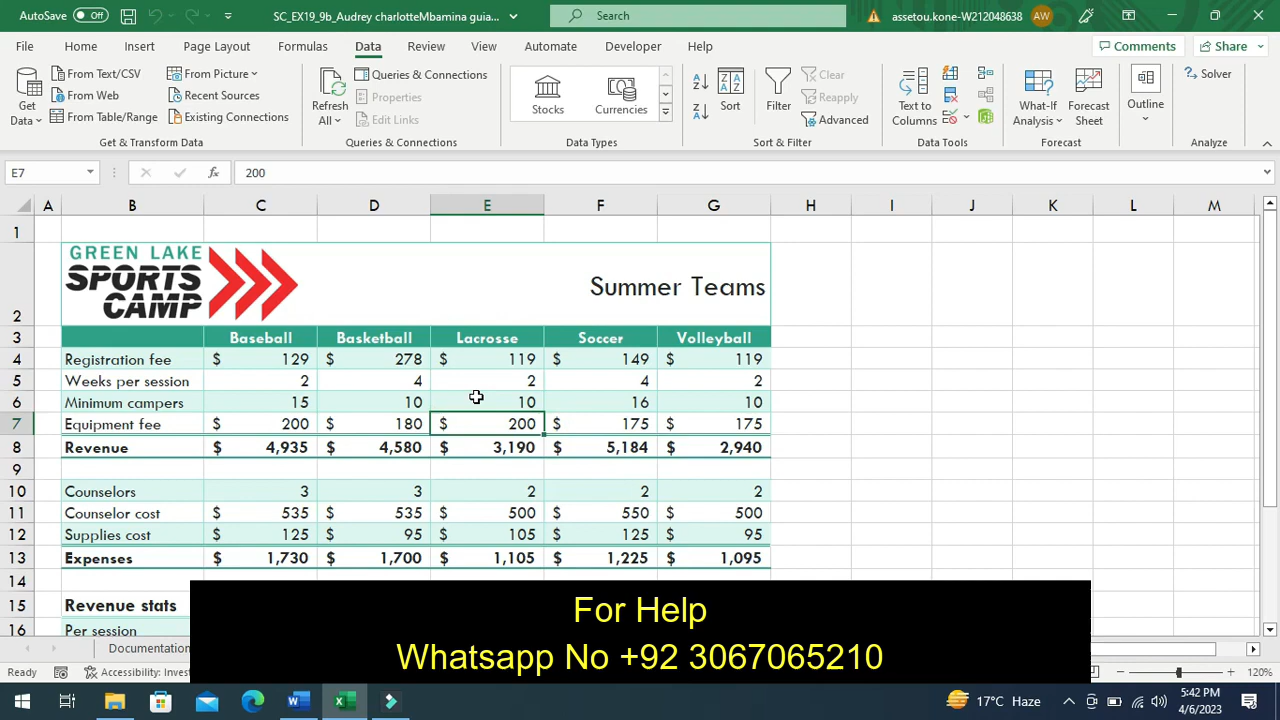 AutoSave Off SC_EX19_9b_Audrey charlotteMbamina guia... Search assetou.kone-W212048638 AW
File Home Insert Page Layout Formulas Data Review View Automate Developer Help Comments Share
Get Data From Text/CSV From Web From Table/Range From Picture Recent Sources Existing Connections
Refresh All Queries & Connections Properties Edit Links
Stocks Currencies
Sort Filter Clear Reapply Advanced
Text to Columns
What-If Analysis Forecast Sheet
Outline
Solver
Get & Transform Data Queries & Connections Data Types Sort & Filter Data Tools Forecast Analyze
E7 fx 200
A B C D E F G H I J K L M
1
GREEN LAKE
SPORTS
CAMP
Summer Teams
2
3 Baseball Basketball Lacrosse Soccer Volleyball
4 Registration fee $ 129 $ 278 $ 119 $ 149 $ 119
5 Weeks per session 2 4 2 4 2
6 Minimum campers 15 10 10 16 10
7 Equipment fee $ 200 $ 180 $ 200 $ 175 $ 175
8 Revenue $ 4,935 $ 4,580 $ 3,190 $ 5,184 $ 2,940
9
10 Counselors 3 3 2 2 2
11 Counselor cost $ 535 $ 535 $ 500 $ 550 $ 500
12 Supplies cost $ 125 $ 95 $ 105 $ 125 $ 95
13 Expenses $ 1,730 $ 1,700 $ 1,105 $ 1,225 $ 1,095
14
15 Revenue stats
16 Per session
For Help
Whatsapp No +92 3067065210
Documentation
Ready Accessibility: Inves 120%
17°C Haze 5:42 PM
4/6/2023